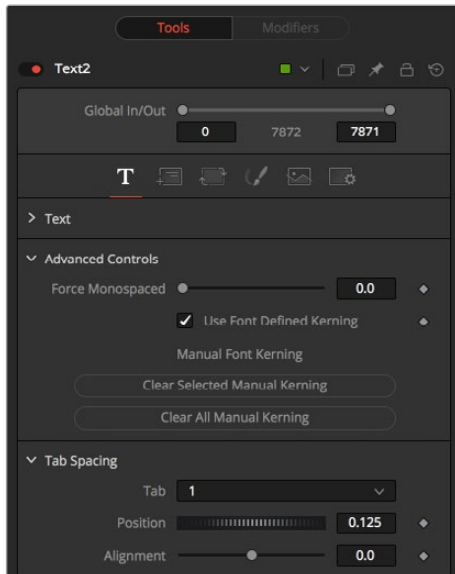 Tools Modifiers
Text2
Global In/Out
0 7872 7871
T
Text
Advanced Controls
Force Monospaced 0.0
Use Font Defined Kerning
Manual Font Kerning
Clear Selected Manual Kerning
Clear All Manual Kerning
Tab Spacing
Tab 1
Position 0.125
Alignment 0.0